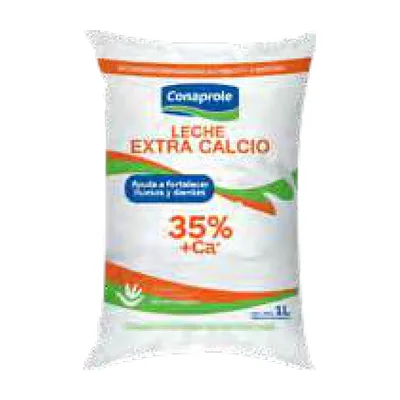 Conaprole
LECHE
EXTRA CALCIO
Ayuda a fortalecer
huesos y dientes
35%
+Ca*
1L